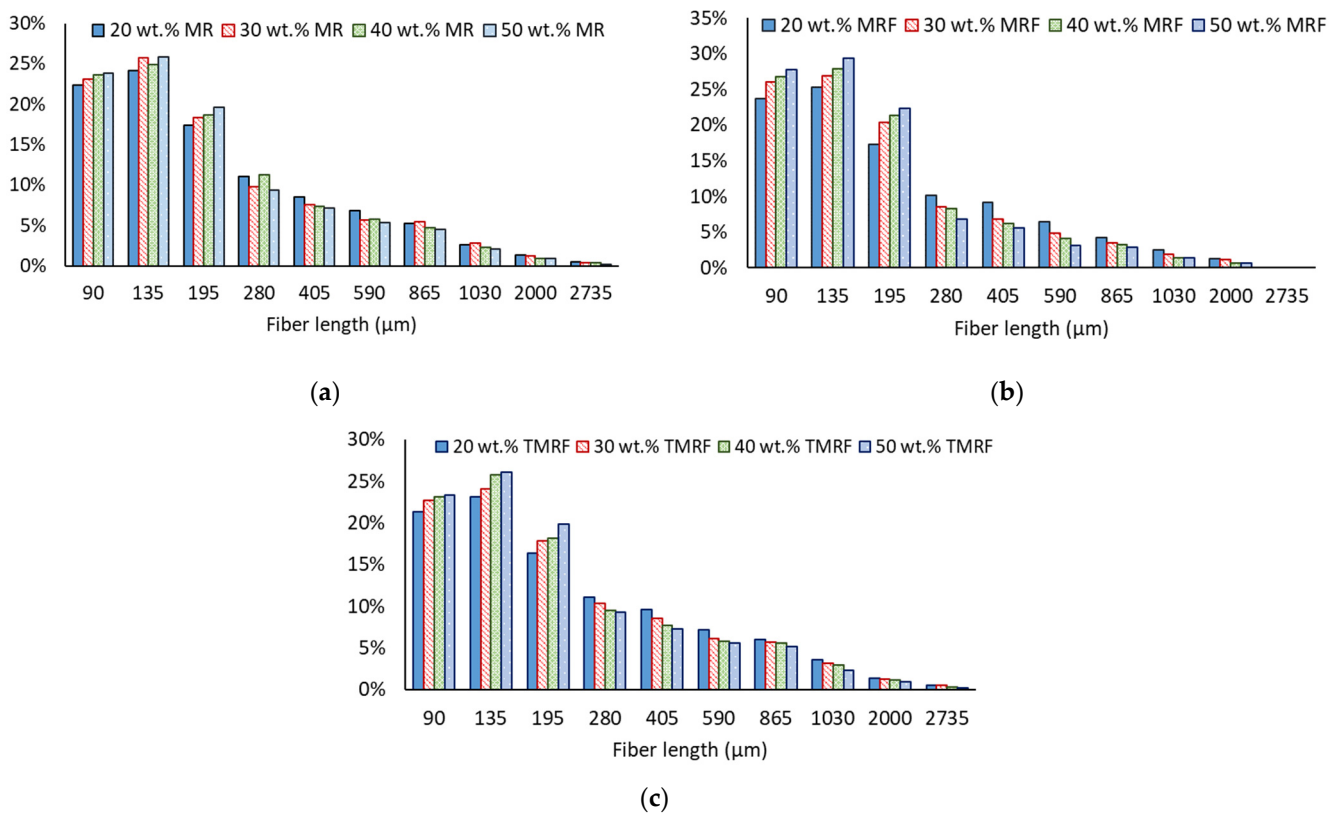 30%
25%
20%
15%
10%
5%
0%
20 wt.% MR 30 wt.% MR 40 wt.% MR 50 wt.% MR
90 135 195 280 405 590 865 1030 2000 2735
Fiber length (µm)
(a)
35%
30%
25%
20%
15%
10%
5%
0%
20 wt.% MRF 30 wt.% MRF 40 wt.% MRF 50 wt.% MRF
90 135 195 280 405 590 865 1030 2000 2735
Fiber length (µm)
(b)
30%
25%
20%
15%
10%
5%
0%
20 wt.% TMRF 30 wt.% TMRF 40 wt.% TMRF 50 wt.% TMRF
90 135 195 280 405 590 865 1030 2000 2735
Fiber length (µm)
(c)